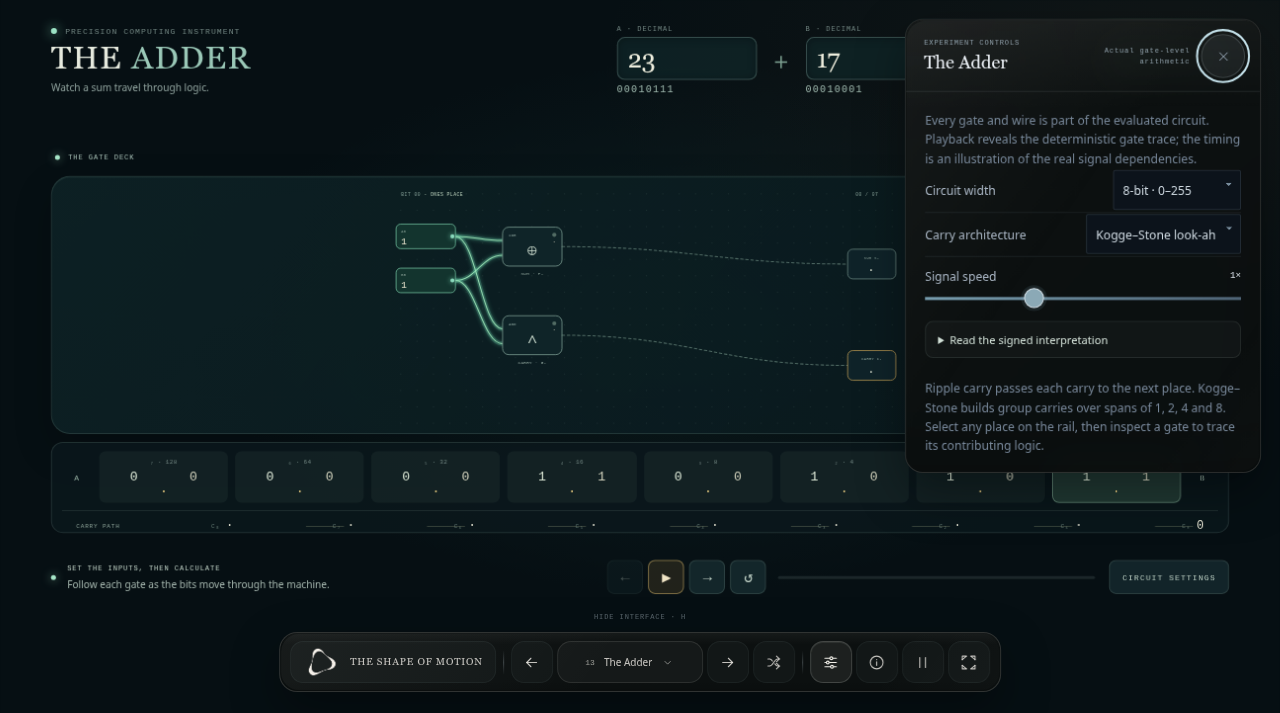 PRECISION COMPUTING INSTRUMENT
THE ADDER
Watch a sum travel through logic.
A · DECIMAL
23
00010111
+
B · DECIMAL
17
00010001
EXPERIMENT CONTROLS
The Adder
Actual gate-level
arithmetic
Every gate and wire is part of the evaluated circuit.
Playback reveals the deterministic gate trace; the timing
is an illustration of the real signal dependencies.
Circuit width
8-bit · 0–255
Carry architecture
Kogge–Stone look-ah
Signal speed
1×
Read the signed interpretation
Ripple carry passes each carry to the next place. Kogge–
Stone builds group carries over spans of 1, 2, 4 and 8.
Select any place on the rail, then inspect a gate to trace
its contributing logic.
THE GATE DECK
BIT 00 — ONES PLACE
1
1
A
0 0
0 0
0 0
1 1
0 0
1 0
1 0
1 1
B
CARRY PATH
0
SET THE INPUTS, THEN CALCULATE
Follow each gate as the bits move through the machine.
CIRCUIT SETTINGS
HIDE INTERFACE · H
THE SHAPE OF MOTION
13 The Adder